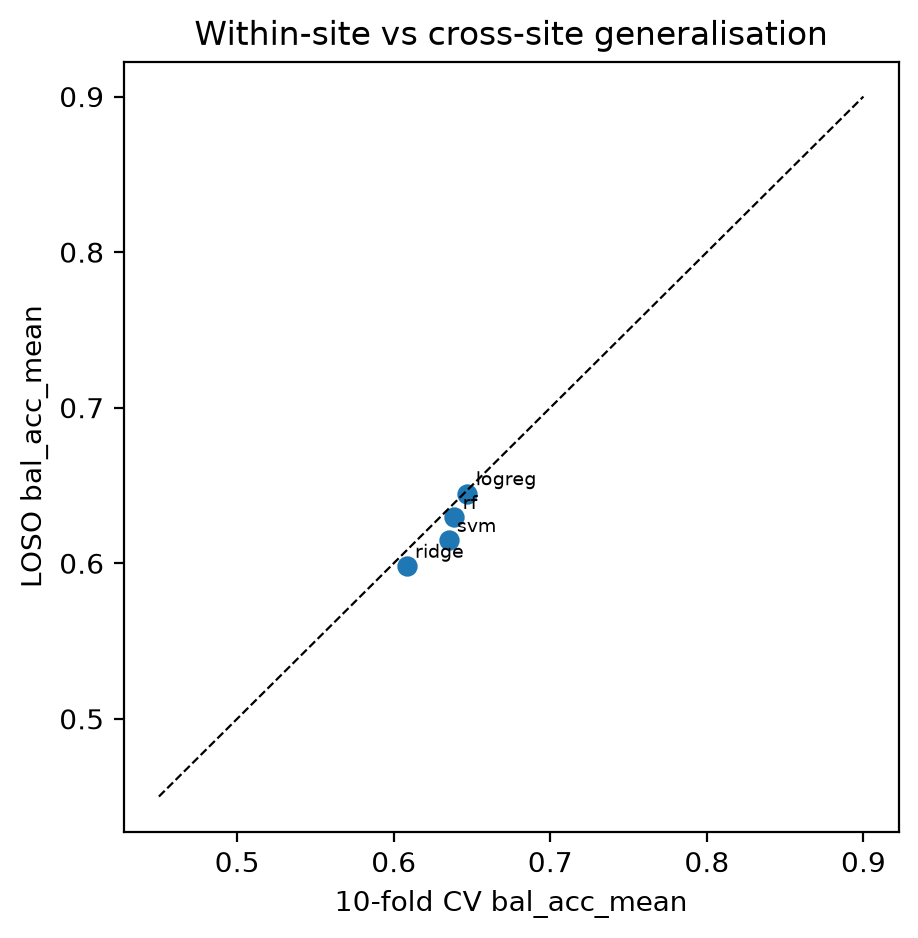 Within-site vs cross-site generalisation
0.9
0.8
0.7
0.6
0.5
LOSO bal_acc_mean
logreg
rf
svm
ridge
0.5 0.6 0.7 0.8 0.9
10-fold CV bal_acc_mean